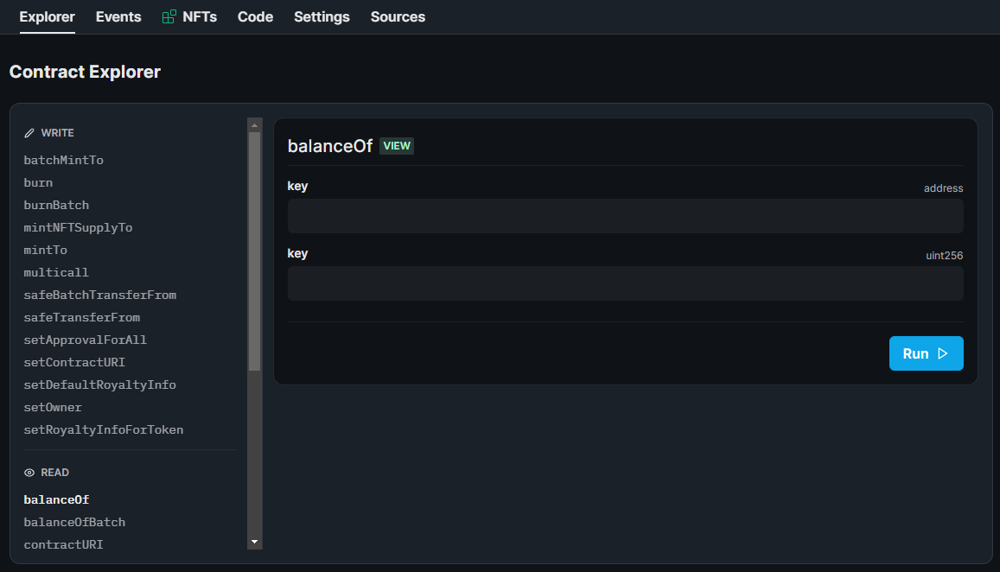 Explorer Events NFTs Code Settings Sources
Contract Explorer
WRITE
batchMintTo
burn
burnBatch
mintNFTSupplyTo
mintTo
multicall
safeBatchTransferFrom
safeTransferFrom
setApprovalForAll
setContractURI
setDefaultRoyaltyInfo
setOwner
setRoyaltyInfoForToken
READ
balanceOf
balanceOfBatch
contractURI
balanceOf VIEW
key address
key uint256
Run